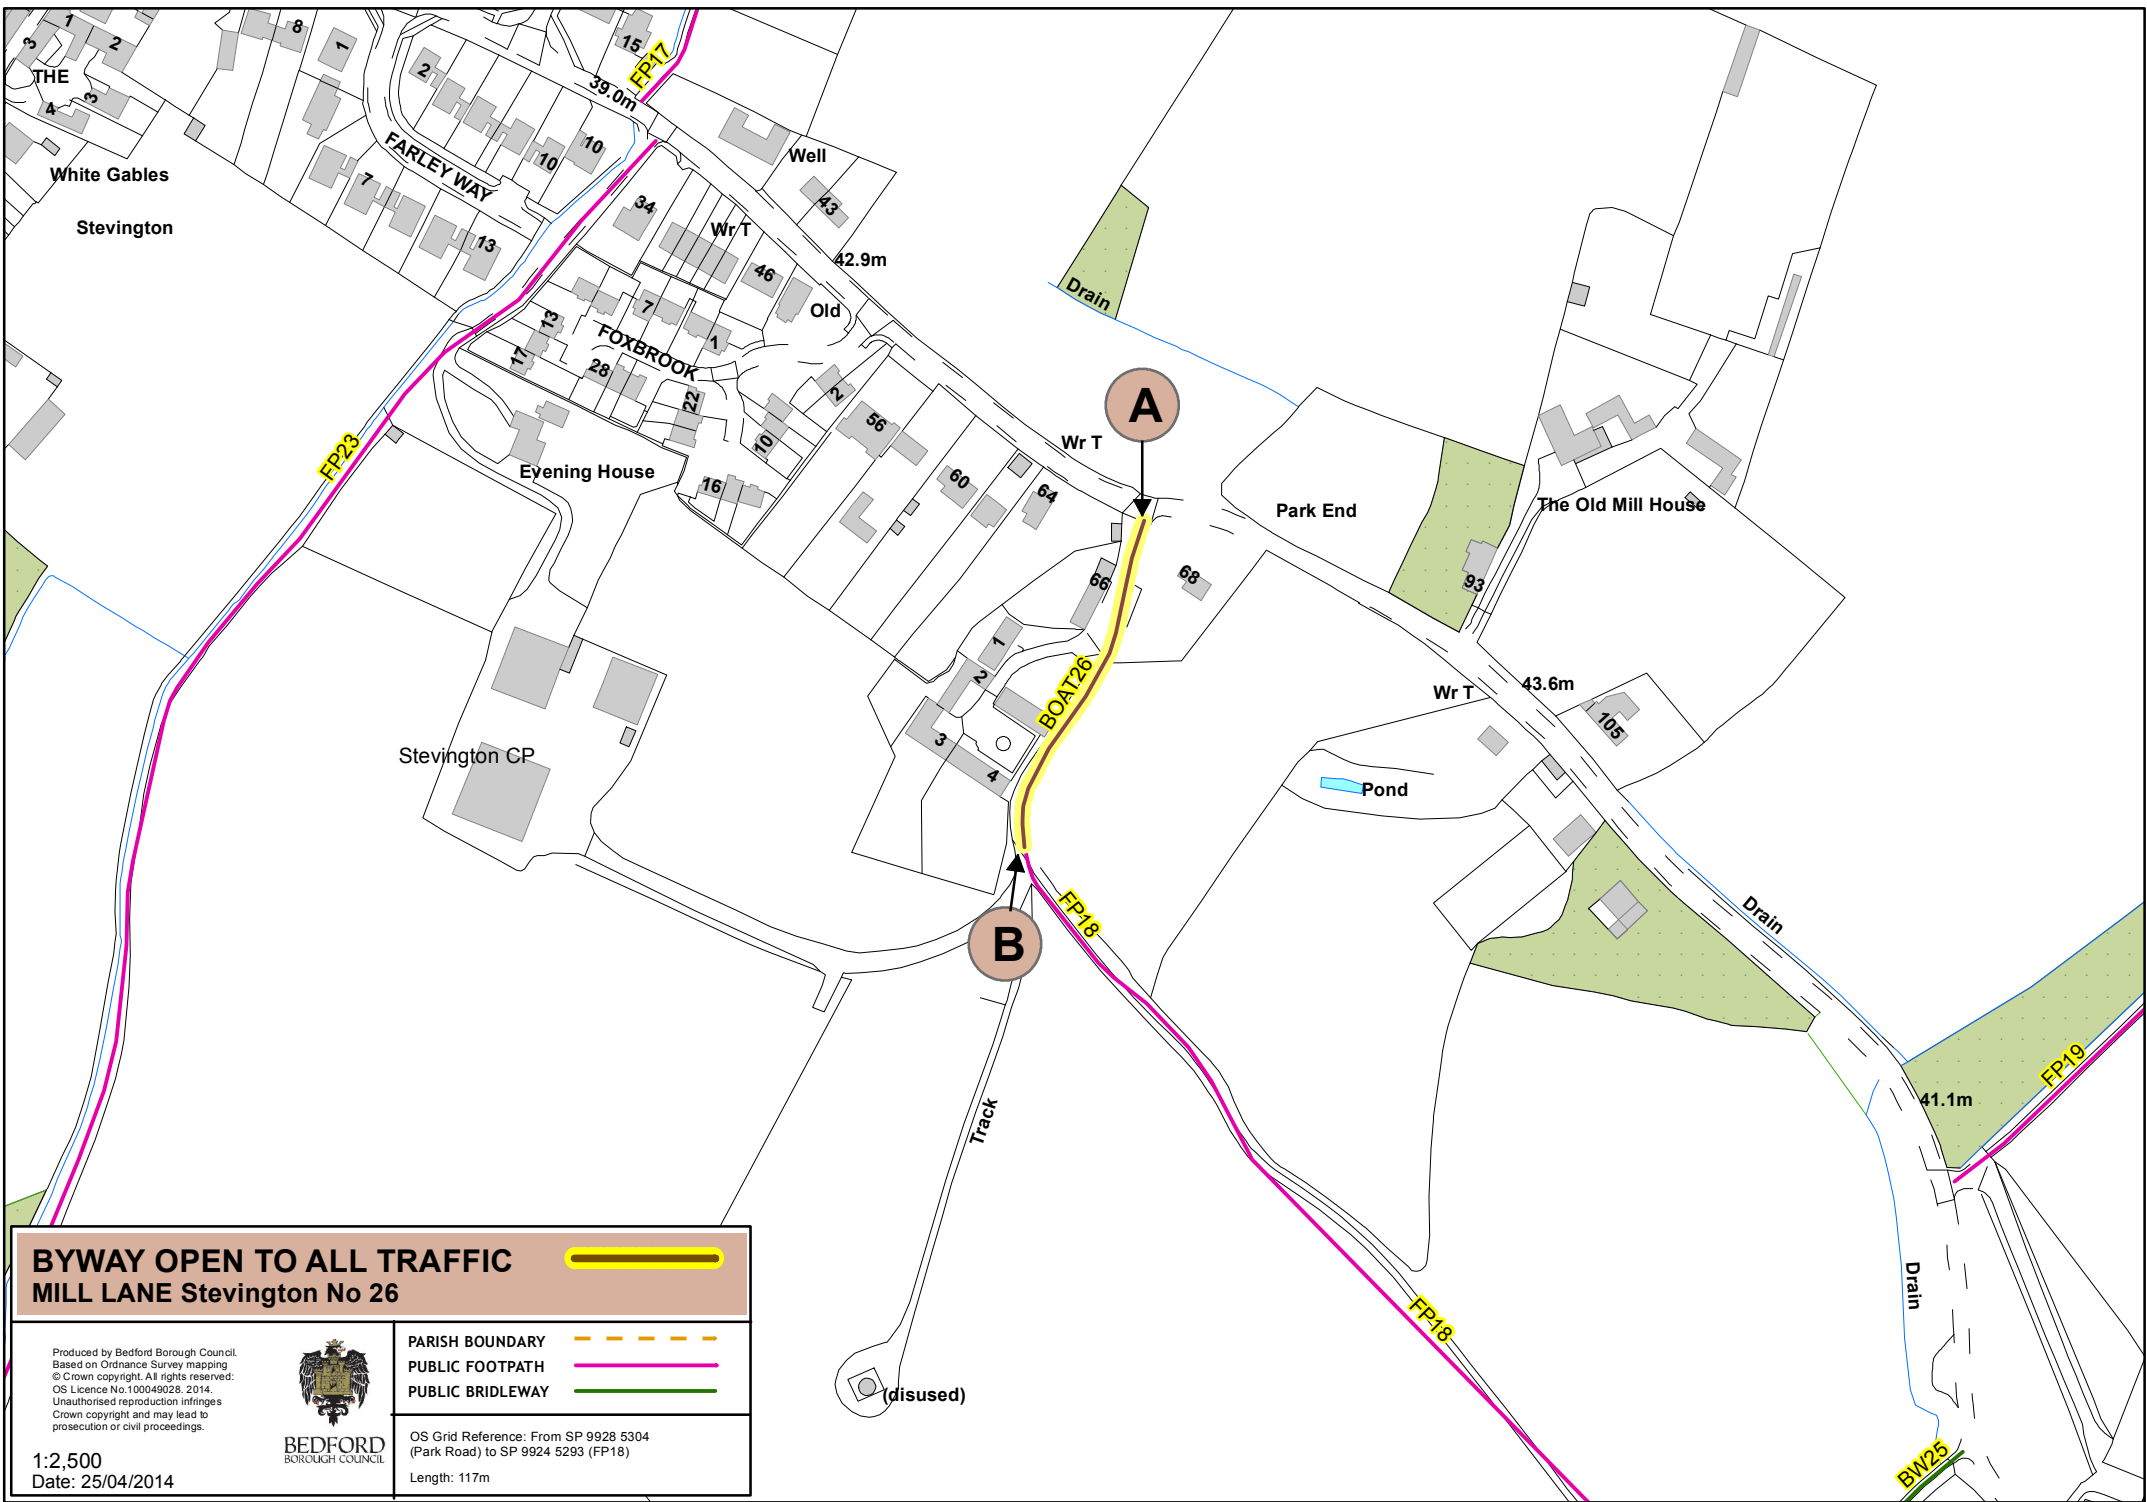 1
3
2
8
1
THE
4
3
White Gables
Stevington
2
15
FP17
39.0m
10
10
FARLEY WAY
7
13
Well
43
34
Wr T
42.9m
46
Old
7
13
1
17
FOXBROOK
28
22
2
56
10
16
Evening House
FP23
60
64
Drain
A
Wr T
Park End
The Old Mill House
93
66
68
1
2
BOAT26
3
4
Stevington CP
Wr T
43.6m
105
Pond
B
FP18
Drain
Track
FP19
41.1m
Drain
FP18
(disused)
BW25
BYWAY OPEN TO ALL TRAFFIC
MILL LANE Stevington No 26
Produced by Bedford Borough Council.
Based on Ordnance Survey mapping
© Crown copyright. All rights reserved:
OS Licence No.100049028. 2014.
Unauthorised reproduction infringes
Crown copyright and may lead to
prosecution or civil proceedings.
1:2,500
Date: 25/04/2014
BEDFORD
BOROUGH COUNCIL
PARISH BOUNDARY
PUBLIC FOOTPATH
PUBLIC BRIDLEWAY
OS Grid Reference: From SP 9928 5304
(Park Road) to SP 9924 5293 (FP18)
Length: 117m